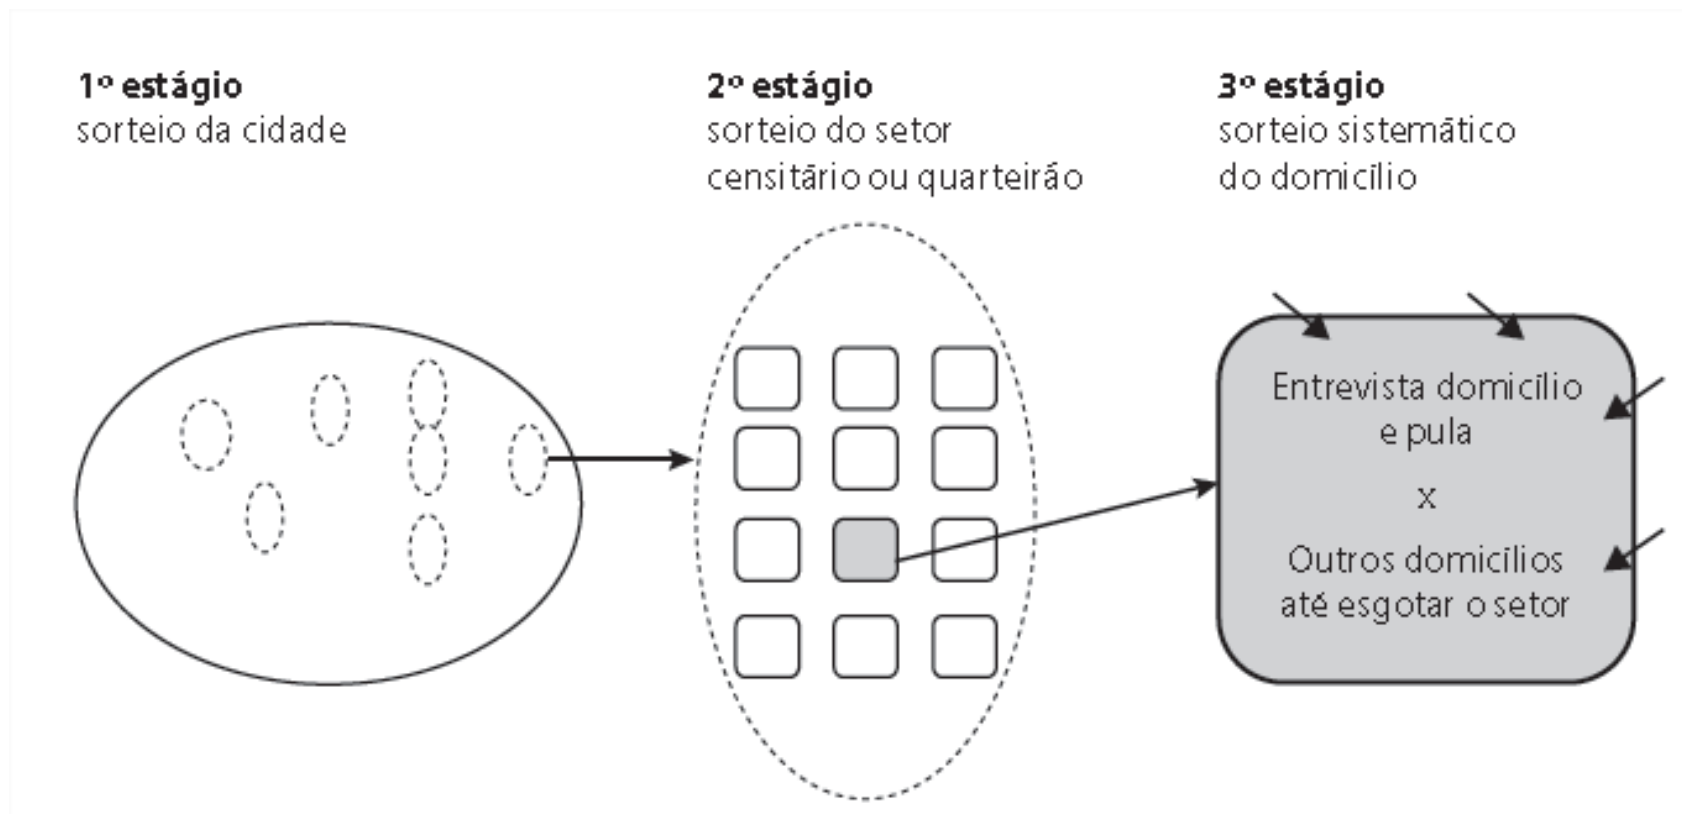 1º estágio
sorteio da cidade
2º estágio
sorteio do setor
censitário ou quarteirão
3º estágio
sorteio sistemático
do domicílio
Entrevista domicílio
e pula
x
Outros domicílios
até esgotar o setor